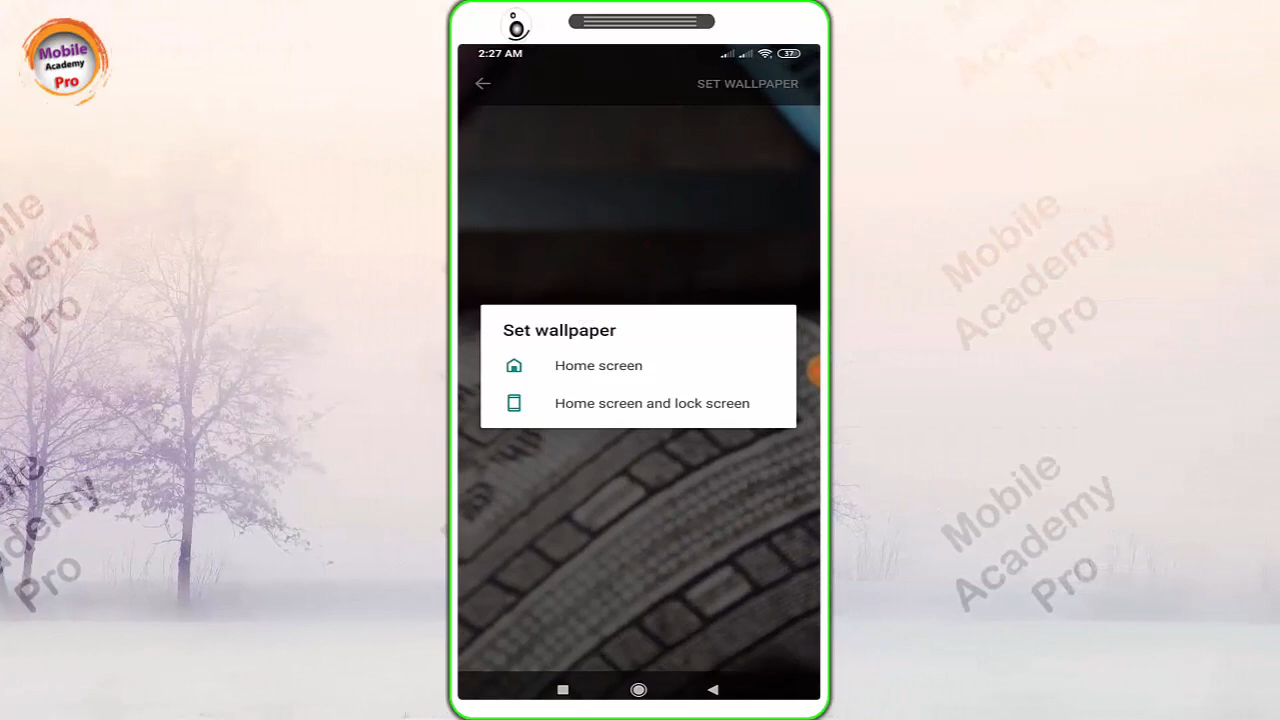 Mobile
Academy
Pro
2:27 AM
37
SET WALLPAPER
Set wallpaper
Home screen
Home screen and lock screen
Mobile
Academy
Pro
Mobile
Academy
Pro